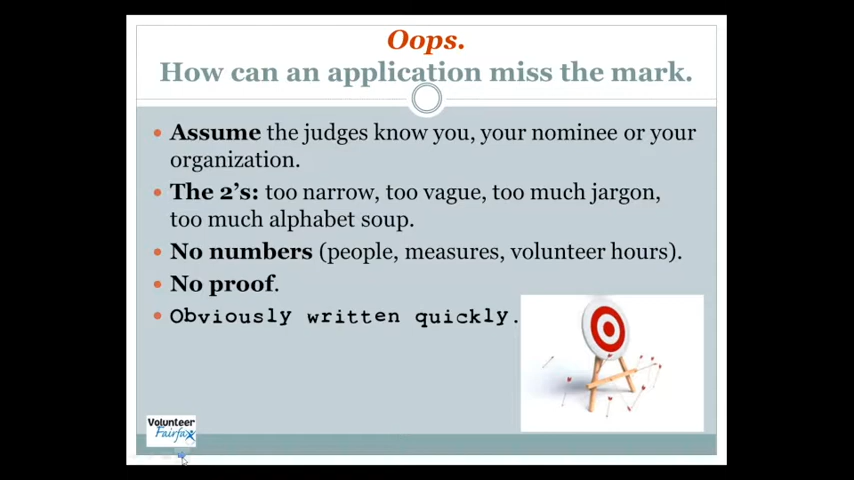 Oops.
How can an application miss the mark.
• Assume the judges know you, your nominee or your
organization.
• The 2's: too narrow, too vague, too much jargon,
too much alphabet soup.
• No numbers (people, measures, volunteer hours).
• No proof.
• Obviously written quickly.
Volunteer
Fairfax